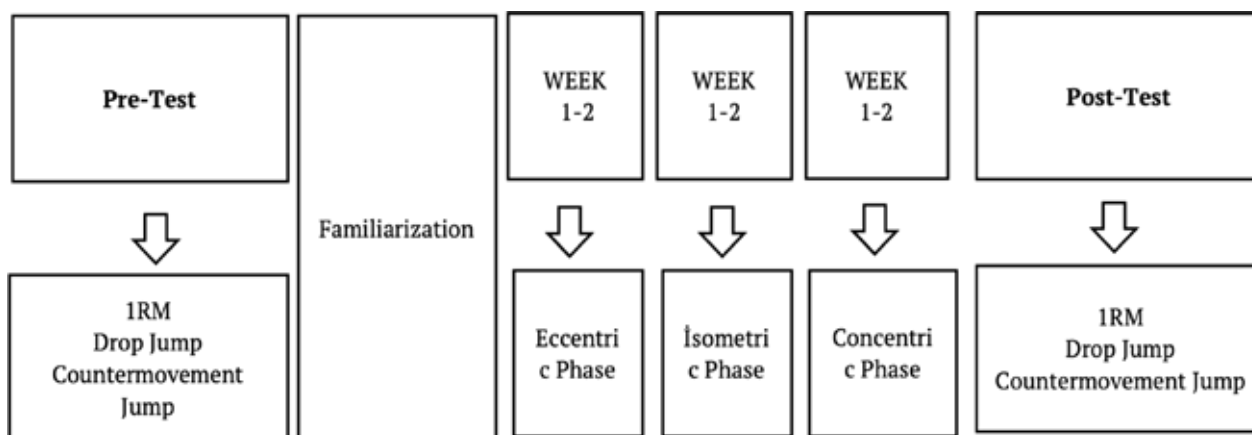 Pre-Test
1RM
Drop Jump
Countermovement
Jump
Familiarization
WEEK
1-2
Eccentri
c Phase
WEEK
1-2
İsometri
c Phase
WEEK
1-2
Concentri
c Phase
Post-Test
1RM
Drop Jump
Countermovement Jump